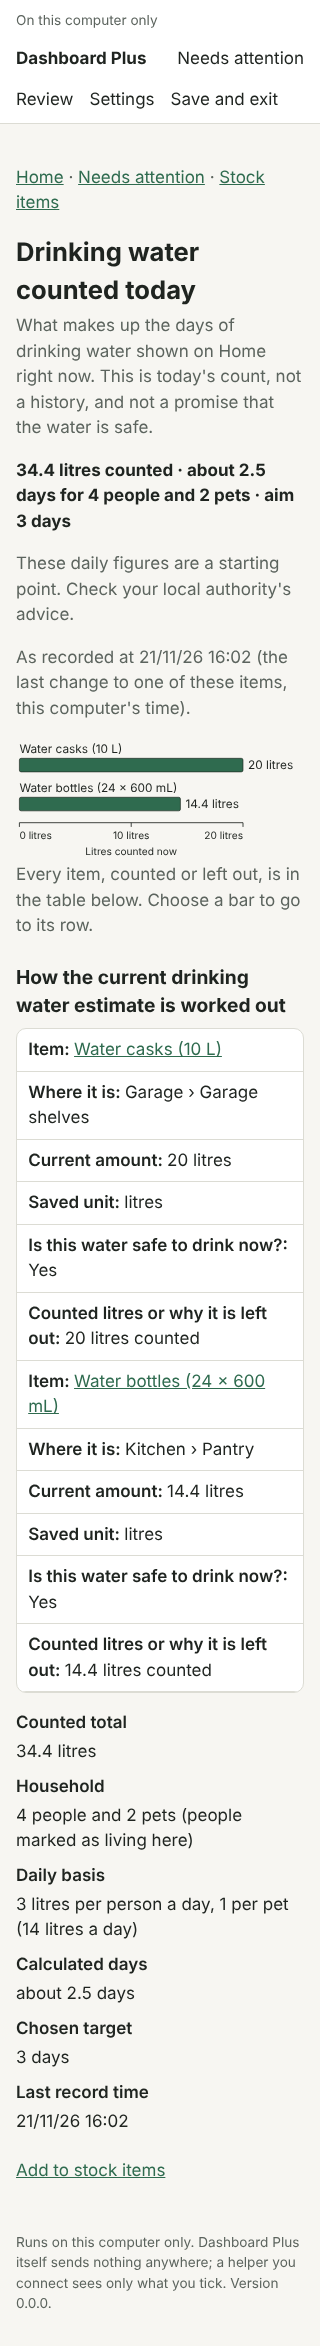 On this computer only
Dashboard Plus
Needs attention
Review Settings Save and exit
Home · Needs attention · Stock
items
Drinking water
counted today
What makes up the days of
drinking water shown on Home
right now. This is today's count, not
a history, and not a promise that
the water is safe.
34.4 litres counted · about 2.5
days for 4 people and 2 pets · aim
3 days
These daily figures are a starting
point. Check your local authority's
advice.
As recorded at 21/11/26 16:02 (the
last change to one of these items,
this computer's time).
Water casks (10 L)
20 litres
Water bottles (24 × 600 mL)
14.4 litres
0 litres 10 litres 20 litres
Litres counted now
Every item, counted or left out, is in
the table below. Choose a bar to go
to its row.
How the current drinking
water estimate is worked out
Item: Water casks (10 L)
Where it is: Garage › Garage
shelves
Current amount: 20 litres
Saved unit: litres
Is this water safe to drink now?:
Yes
Counted litres or why it is left
out: 20 litres counted
Item: Water bottles (24 × 600
mL)
Where it is: Kitchen › Pantry
Current amount: 14.4 litres
Saved unit: litres
Is this water safe to drink now?:
Yes
Counted litres or why it is left
out: 14.4 litres counted
Counted total
34.4 litres
Household
4 people and 2 pets (people
marked as living here)
Daily basis
3 litres per person a day, 1 per pet
(14 litres a day)
Calculated days
about 2.5 days
Chosen target
3 days
Last record time
21/11/26 16:02
Add to stock items
Runs on this computer only. Dashboard Plus
itself sends nothing anywhere; a helper you
connect sees only what you tick. Version
0.0.0.